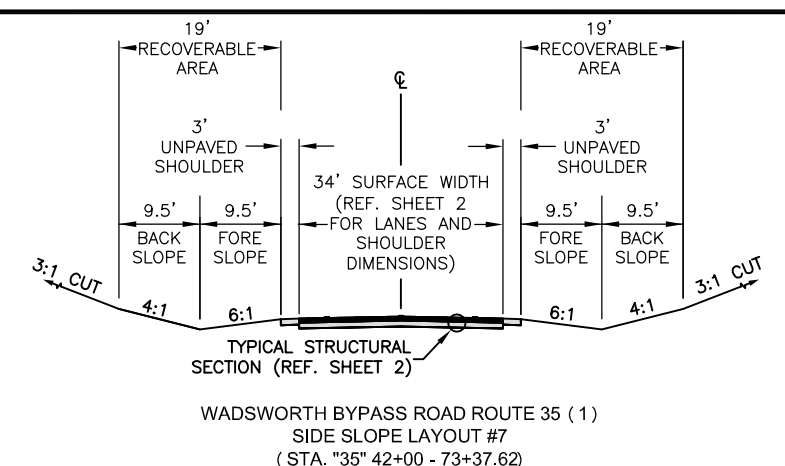 19'
RECOVERABLE
AREA
19'
RECOVERABLE
AREA
℄
3'
UNPAVED
SHOULDER
3'
UNPAVED
SHOULDER
34' SURFACE WIDTH
(REF. SHEET 2
FOR LANES AND
SHOULDER
DIMENSIONS)
9.5'
BACK
SLOPE
9.5'
FORE
SLOPE
9.5'
FORE
SLOPE
9.5'
BACK
SLOPE
3:1 CUT
4:1
6:1
6:1
4:1
3:1 CUT
TYPICAL STRUCTURAL
SECTION (REF. SHEET 2)
WADSWORTH BYPASS ROAD ROUTE 35 ( 1 )
SIDE SLOPE LAYOUT #7
( STA. "35" 42+00 - 73+37.62)